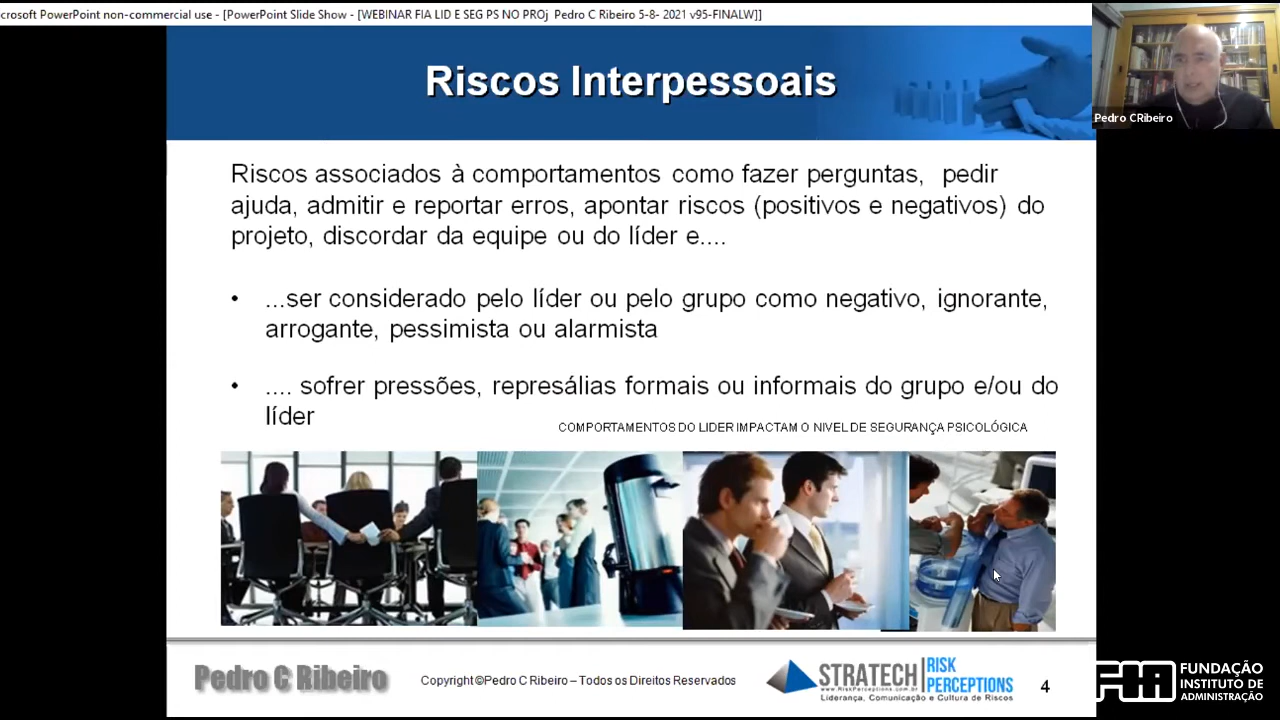 crosoft PowerPoint non-commercial use - [PowerPoint Slide Show - [WEBINAR FIA LID E SEG PS NO PROj Pedro C Ribeiro 5-8- 2021 v95-FINALW]]
Riscos Interpessoais
Pedro CRibeiro
Riscos associados à comportamentos como fazer perguntas, pedir
ajuda, admitir e reportar erros, apontar riscos (positivos e negativos) do
projeto, discordar da equipe ou do líder e....
• ...ser considerado pelo líder ou pelo grupo como negativo, ignorante,
arrogante, pessimista ou alarmista
• .... sofrer pressões, represálias formais ou informais do grupo e/ou do
líder
COMPORTAMENTOS DO LIDER IMPACTAM O NIVEL DE SEGURANÇA PSICOLÓGICA
Pedro C Ribeiro
Copyright ©Pedro C Ribeiro – Todos os Direitos Reservados
STRATECH
www.RiskPerceptions.com.br
RISK
PERCEPTIONS
Liderança, Comunicação e Cultura de Riscos
4
FIA
FUNDAÇÃO
INSTITUTO DE
ADMINISTRAÇÃO